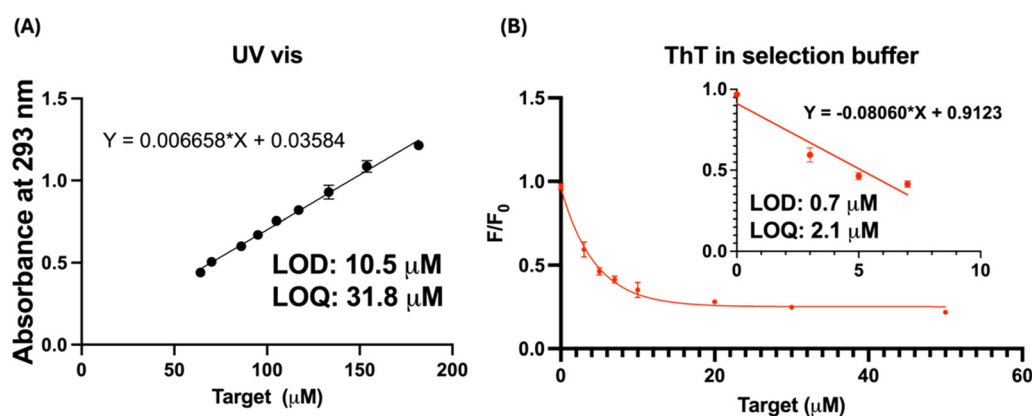 (A)
UV vis
Y = 0.006658*X + 0.03584
Absorbance at 293 nm
1.5
1.0
0.5
0.0
LOD: 10.5 μM
LOQ: 31.8 μM
0 50 100 150 200
Target (μM)
(B)
ThT in selection buffer
F/F0
1.5
1.0
0.5
0.0
0 20 40 60
Target (μM)
1.0
0.5
0.0
Y = -0.08060*X + 0.9123
LOD: 0.7 μM
LOQ: 2.1 μM
0 5 10